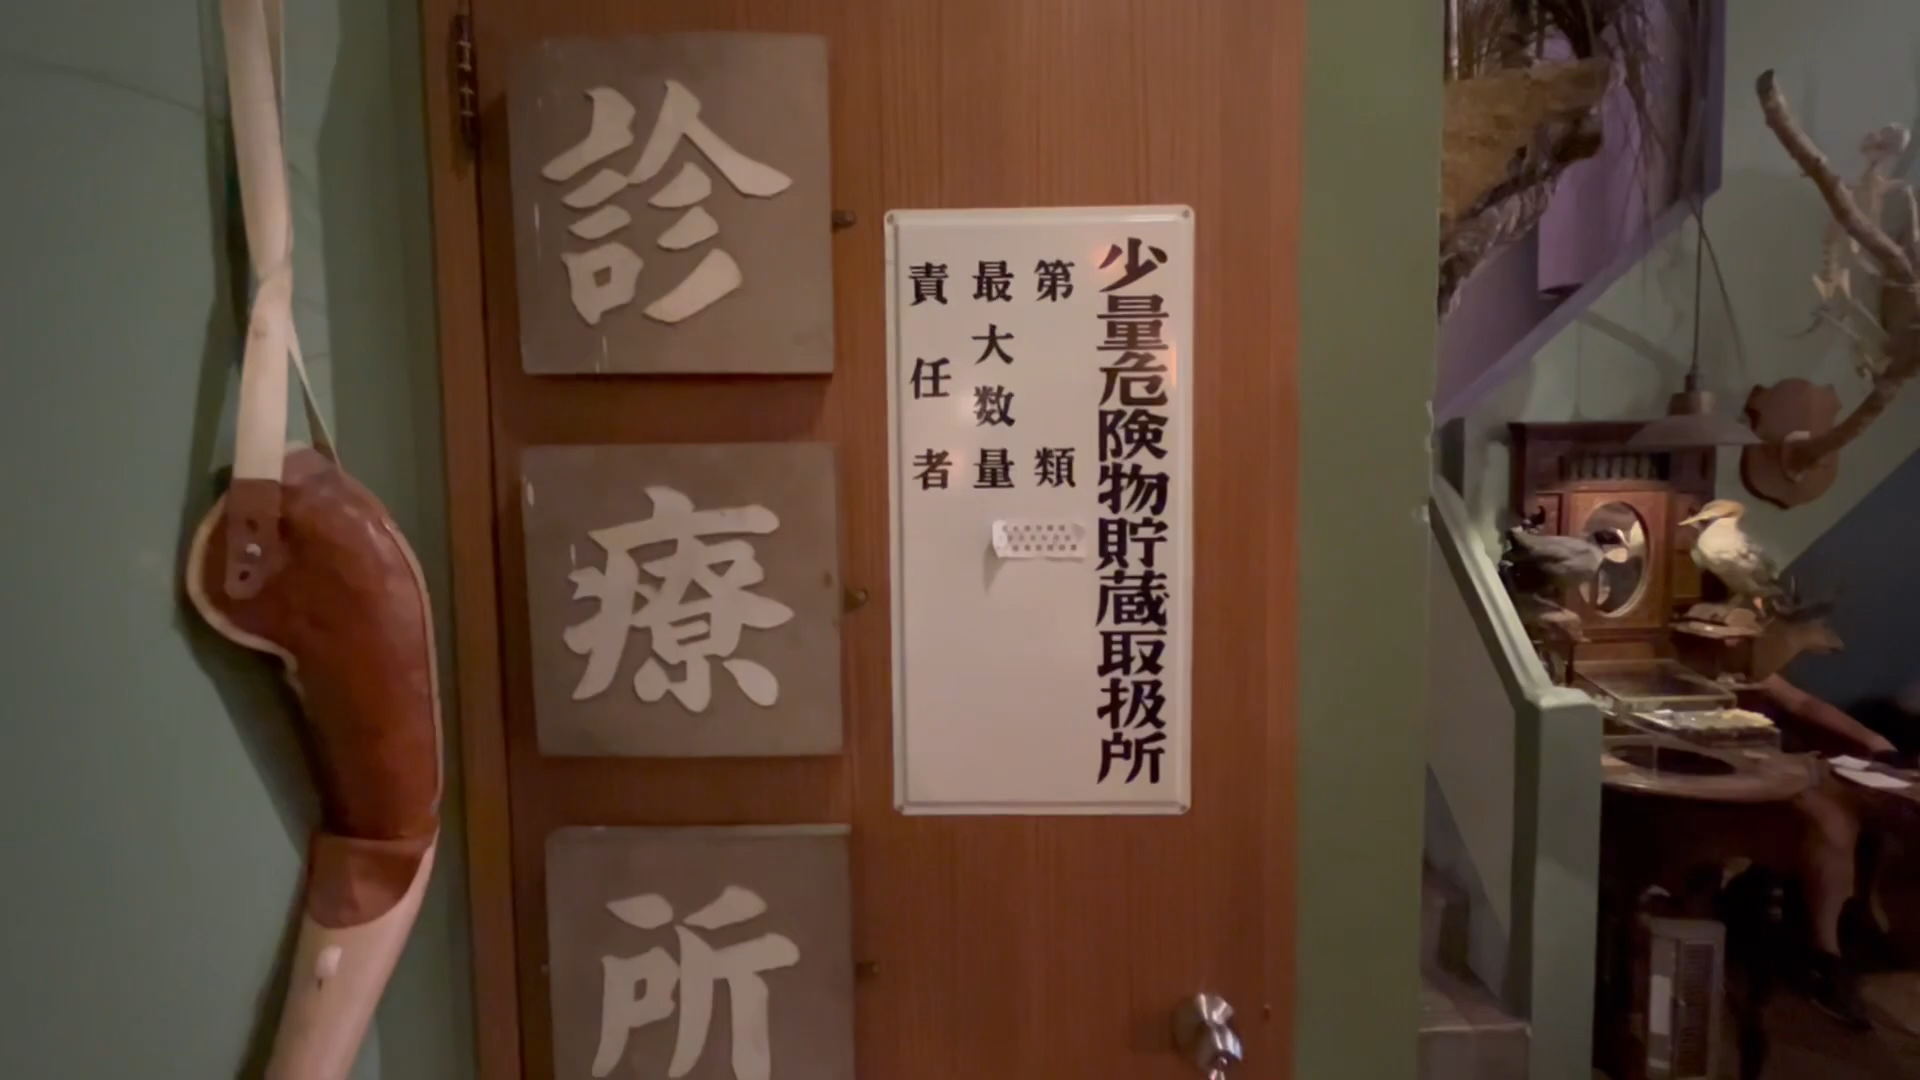 診療所
少量危険物貯蔵取扱所
第類
最大数量
責任者